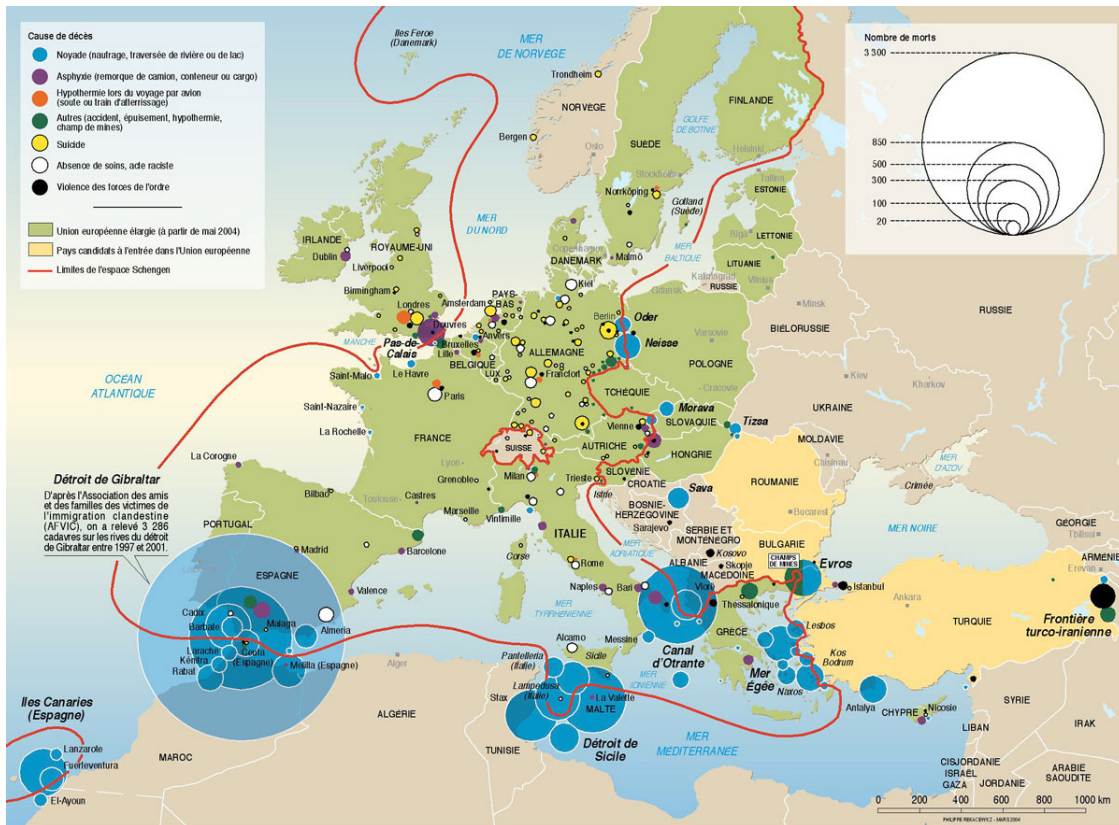 Cause de décès
Noyade (naufrage, traversée de rivière ou de lac)
Asphyxie (remorque de camion, conteneur ou cargo)
Hypothermie lors du voyage par avion
(soute ou train d'atterrissage)
Autres (accident, épuisement, hypothermie,
champ de mines)
Suicide
Absence de soins, acte raciste
Violence des forces de l'ordre
Union européenne élargie (à partir de mai 2004)
Pays candidats à l'entrée dans l'Union européenne
Limites de l'espace Schengen
Nombre de morts
3 300
850
500
300
100
20
Iles Feroe
(Danemark)
MER
DE NORVÈGE
Trondheim
NORVÈGE
Bergen
Oslo
SUÈDE
FINLANDE
GOLFE
DE BOTNIE
Helsinki
Stockholm
Tallin
ESTONIE
Norrköping
Gotland
(Suède)
Riga
LETTONIE
MER
DU NORD
MER
BALTIQUE
LITUANIE
Vilnius
Kaliningrad
RUSSIE
Copenhague
DANEMARK
Malmö
Kiel
Gdansk
Minsk
BIÉLORUSSIE
RUSSIE
IRLANDE
Dublin
ROYAUME-UNI
Liverpool
Birmingham
Londres
Douvres
Amsterdam
PAYS-
BAS
Berlin
Oder
Neisse
Varsovie
POLOGNE
Cracovie
Kiev
Kharkov
UKRAINE
MANCHE
Pas-de-
Calais
Anvers
Bruxelles
Lille
BELGIQUE
LUX.
ALLEMAGNE
Francfort
TCHÉQUIE
OCÉAN
ATLANTIQUE
Saint-Malo
Le Havre
Paris
Saint-Nazaire
La Rochelle
FRANCE
SUISSE
Vienne
AUTRICHE
Morava
SLOVAQUIE
Tizsa
HONGRIE
MOLDAVIE
Chisinau
MER
D'AZOV
Crimée
La Corogne
Lyon
Grenoble
Milan
Trieste
SLOVÉNIE
CROATIE
Istrie
ROUMANIE
Bucarest
Sava
BOSNIE-
HERZÉGOVINE
Sarajevo
SERBIE ET
MONTÉNÉGRO
Kosovo
Skopje
BULGARIE
MER NOIRE
GÉORGIE
Tbilissi
ARMÉNIE
Erevan
Détroit de Gibraltar
D'après l'Association des amis
et des familles des victimes de
l'immigration clandestine
(AFVIC), on a relevé 3 286
cadavres sur les rives du détroit
de Gibraltar entre 1997 et 2001.
Bilbao
Toulouse
Castres
Marseille
Vintimille
ITALIE
MER
ADRIATIQUE
ALBANIE
MACÉDOINE
CHAMPS
DE MINES
Evros
PORTUGAL
Madrid
Barcelone
Corse
Rome
Naples
Bari
Vlorë
Thessalonique
Istanbul
Ankara
TURQUIE
Frontière
turco-iranienne
ESPAGNE
Valence
MER
TYRRHÉNIENNE
Messine
Canal
d'Otrante
GRÈCE
Lesbos
Cadix
Barbate
Malaga
Almeria
Larache
Kénitra
Rabat
Ceuta
(Espagne)
Melilla (Espagne)
Alger
Alcamo
Sicile
Pantelleria
(Italie)
Lampedusa
(Italie)
Sfax
La Valette
MALTE
MER
IONIENNE
Mer
Égée
Naxos
Kos
Bodrum
Antalya
Nicosie
CHYPRE
SYRIE
LIBAN
IRAK
Iles Canaries
(Espagne)
Lanzarote
Fuerteventura
El-Ayoun
MAROC
ALGÉRIE
TUNISIE
Détroit de
Sicile
MER
MÉDITERRANÉE
CISJORDANIE
ISRAËL
GAZA
JORDANIE
ARABIE
SAOUDITE
0 200 400 600 800 1000 km
PHILIPPE REKACEWICZ - MARS 2004